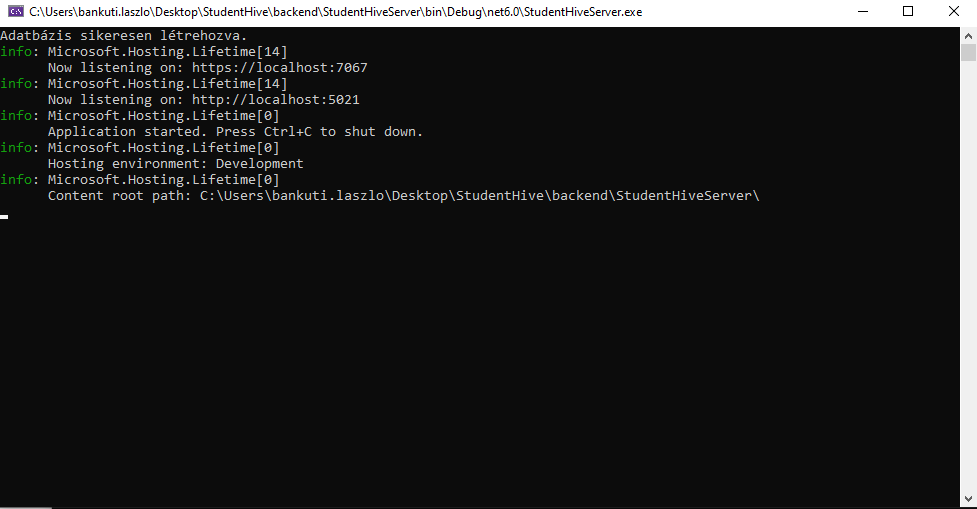 C:\Users\bankuti.laszlo\Desktop\StudentHive\backend\StudentHiveServer\bin\Debug\net6.0\StudentHiveServer.exe
Adatbázis sikeresen létrehozva.
info: Microsoft.Hosting.Lifetime[14]
      Now listening on: https://localhost:7067
info: Microsoft.Hosting.Lifetime[14]
      Now listening on: http://localhost:5021
info: Microsoft.Hosting.Lifetime[0]
      Application started. Press Ctrl+C to shut down.
info: Microsoft.Hosting.Lifetime[0]
      Hosting environment: Development
info: Microsoft.Hosting.Lifetime[0]
      Content root path: C:\Users\bankuti.laszlo\Desktop\StudentHive\backend\StudentHiveServer\